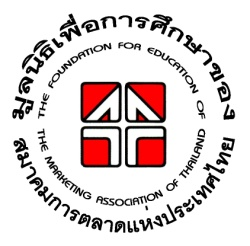 มูลนิธิเพื่อการศึกษาของ
THE FOUNDATION FOR EDUCATION OF
THE MARKETING ASSOCIATION OF THAILAND
สมาคมการตลาดแห่งประเทศไทย